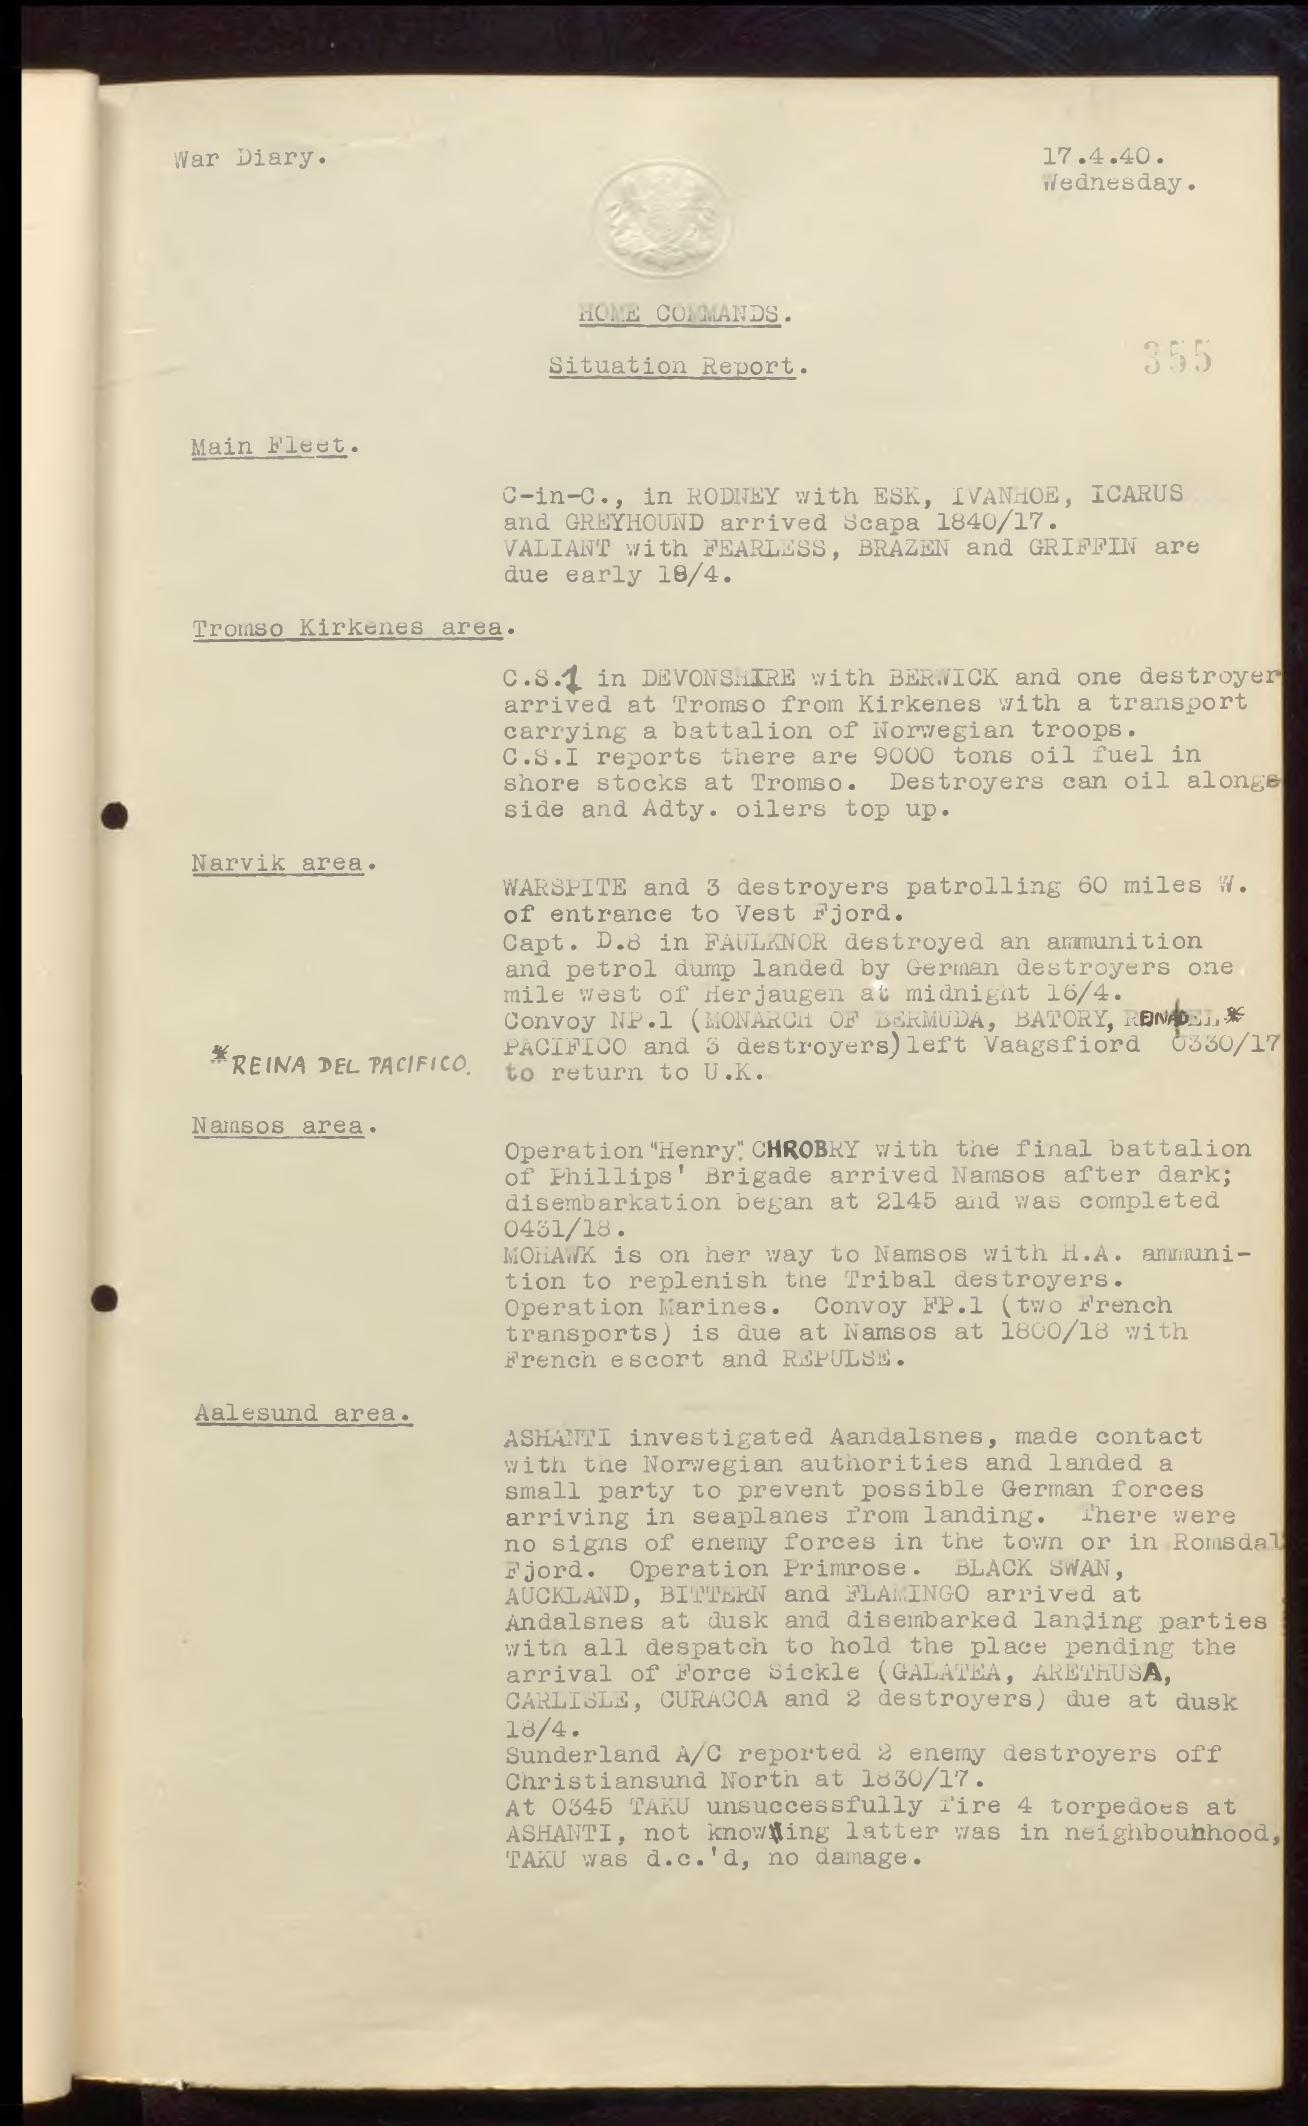 War Diary.
17.4.40.
Wednesday.
HOME COMMANDS.
Situation Report.
355
Main Fleet.
C-in-C., in RODNEY with ESK, IVANHOE, ICARUS
and GREYHOUND arrived Scapa 1840/17.
VALIANT with FEARLESS, BRAZEN and GRIFFIN are
due early 18/4.
Tromso Kirkenes area.
C.S.1 in DEVONSHIRE with BERWICK and one destroyer
arrived at Tromso from Kirkenes with a transport
carrying a battalion of Norwegian troops.
C.S.I reports there are 9000 tons oil fuel in
shore stocks at Tromso. Destroyers can oil alongs
side and Adty. oilers top up.
Narvik area.
WARSPITE and 3 destroyers patrolling 60 miles W.
of entrance to Vest Fjord.
Capt. D.8 in FAULKNOR destroyed an ammunition
and petrol dump landed by German destroyers one
mile west of Herjaugen at midnight 16/4.
Convoy NP.1 (MONARCH OF BERMUDA, BATORY, DEL *
PACIFICO and 3 destroyers) left Vaagsfiord 0330/17
to return to U.K.
* REINA DEL PACIFICO.
Namsos area.
Operation "Henry". CHROBRY with the final battalion
of Phillips' Brigade arrived Namsos after dark;
disembarkation began at 2145 and was completed
0431/18.
MOHAWK is on her way to Namsos with H.A. ammuni-
tion to replenish the Tribal destroyers.
Operation Marines. Convoy FP.1 (two French
transports) is due at Namsos at 1800/18 with
French escort and REPULSE.
Aalesund area.
ASHANTI investigated Aandalsnes, made contact
with the Norwegian authorities and landed a
small party to prevent possible German forces
arriving in seaplanes from landing. There were
no signs of enemy forces in the town or in Romsdal
Fjord. Operation Primrose. BLACK SWAN,
AUCKLAND, BITTERN and FLAMINGO arrived at
Andalsnes at dusk and disembarked landing parties
with all despatch to hold the place pending the
arrival of Force Sickle (GALATEA, ARETHUSA,
CARLISLE, CURACOA and 2 destroyers) due at dusk
18/4.
Sunderland A/C reported 2 enemy destroyers off
Christiansund North at 1830/17.
At 0345 TAKU unsuccessfully fire 4 torpedoes at
ASHANTI, not knowing latter was in neighbouhhood,
TAKU was d.c.'d, no damage.